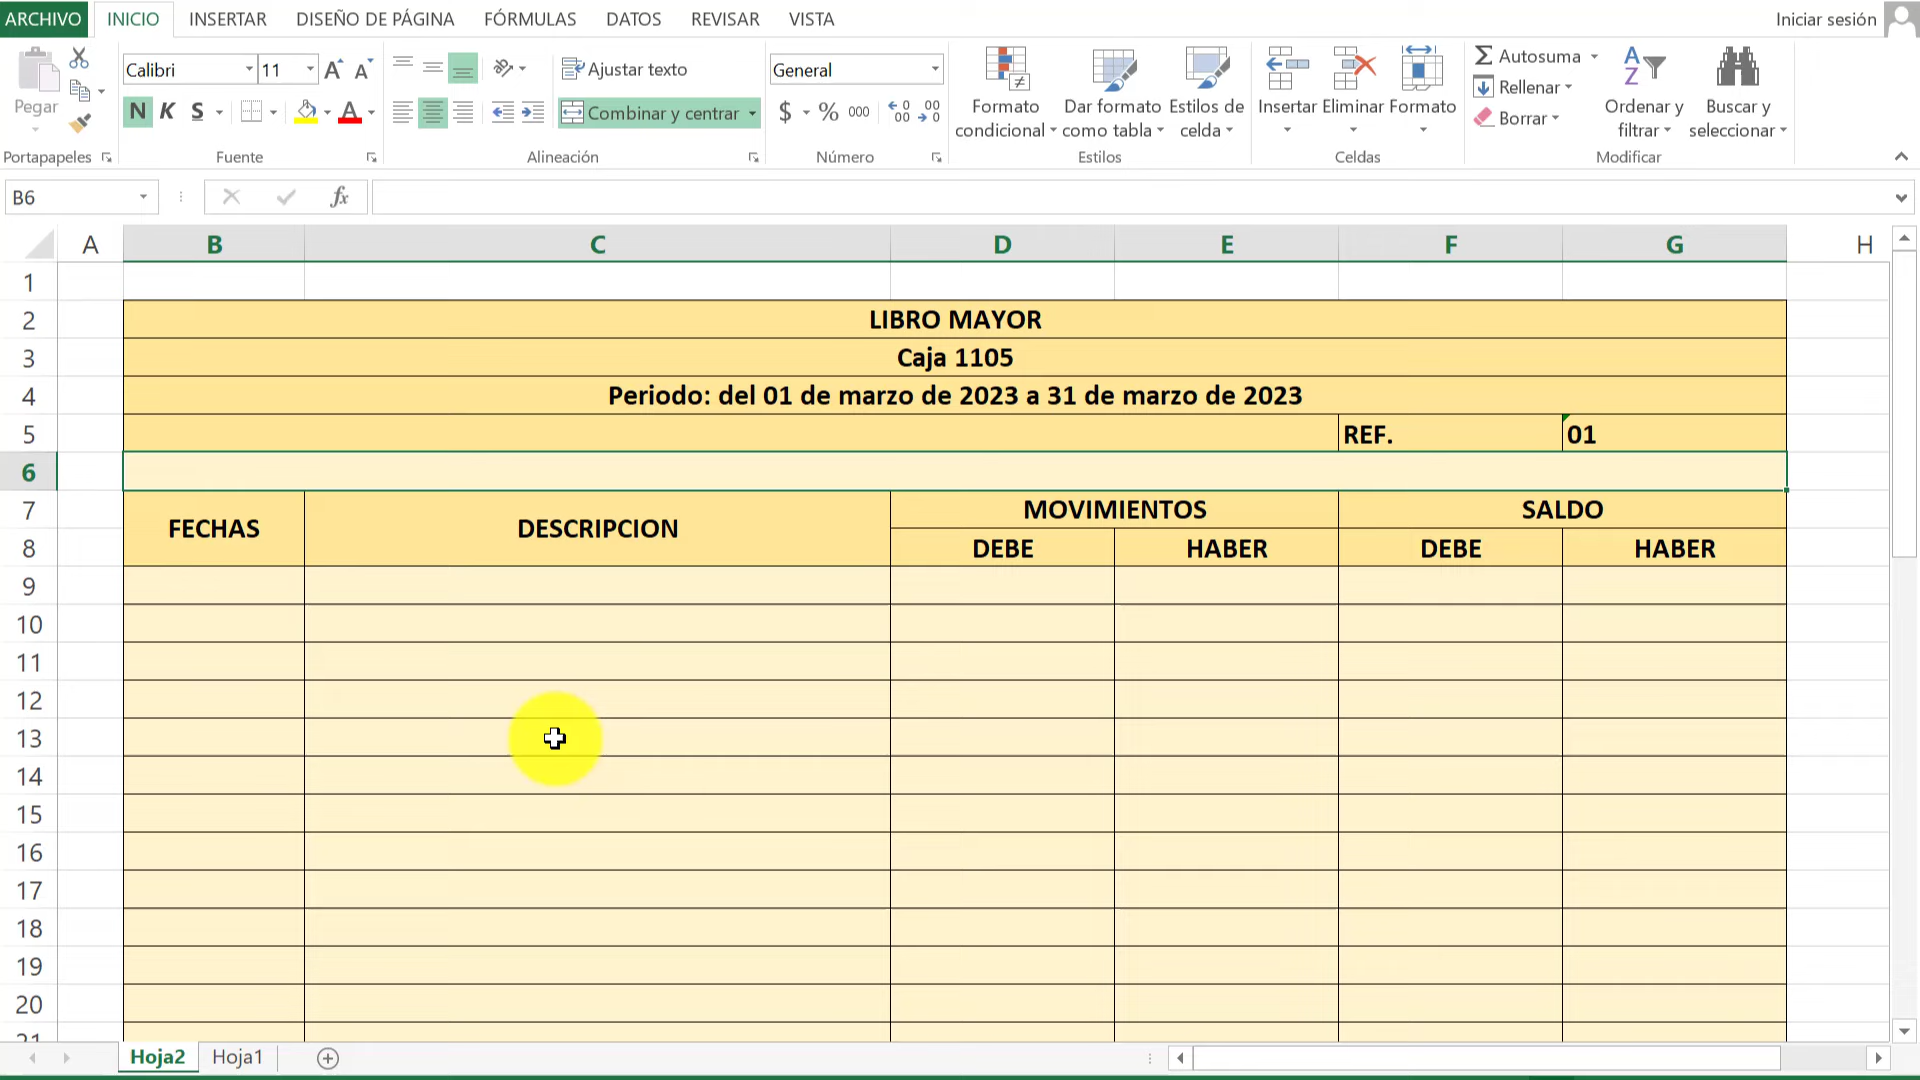 ARCHIVO INICIO INSERTAR DISEÑO DE PÁGINA FÓRMULAS DATOS REVISAR VISTA Iniciar sesión
Pegar
Portapapeles
Calibri 11
N K S A
Fuente
Ajustar texto
Combinar y centrar
Alineación
General
$ % 000
Número
Formato condicional
Dar formato como tabla
Estilos de celda
Estilos
Insertar Eliminar Formato
Celdas
Autosuma
Rellenar
Borrar
Ordenar y filtrar
Buscar y seleccionar
Modificar
B6 fx
A B C D E F G H
1
2 LIBRO MAYOR
3 Caja 1105
4 Periodo: del 01 de marzo de 2023 a 31 de marzo de 2023
5 REF. 01
6
7 FECHAS DESCRIPCION MOVIMIENTOS SALDO
8 DEBE HABER DEBE HABER
9
10
11
12
13
14
15
16
17
18
19
20
21
Hoja2 Hoja1